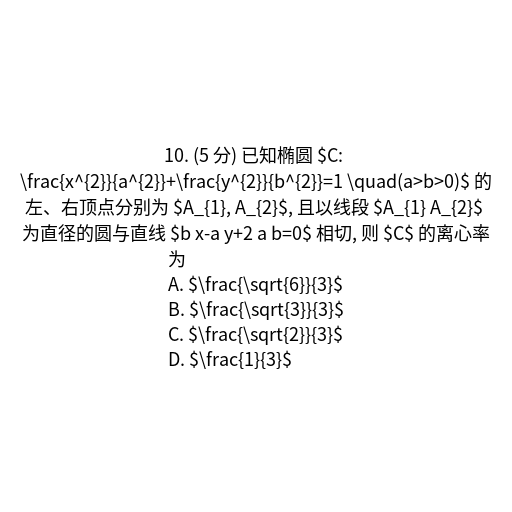 10. (5 分) 已知椭圆 $C:
\frac{x^{2}}{a^{2}}+\frac{y^{2}}{b^{2}}=1 \quad(a>b>0)$ 的
左、右顶点分别为 $A_{1}, A_{2}$, 且以线段 $A_{1} A_{2}$
为直径的圆与直线 $b x-a y+2 a b=0$ 相切, 则 $C$ 的离心率
为
A. $\frac{\sqrt{6}}{3}$
B. $\frac{\sqrt{3}}{3}$
C. $\frac{\sqrt{2}}{3}$
D. $\frac{1}{3}$